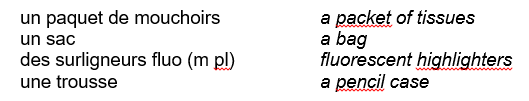 un paquet de mouchoirs a packet of tissues
un sac a bag
des surligneurs fluo (m pl) fluorescent highlighters
une trousse a pencil case